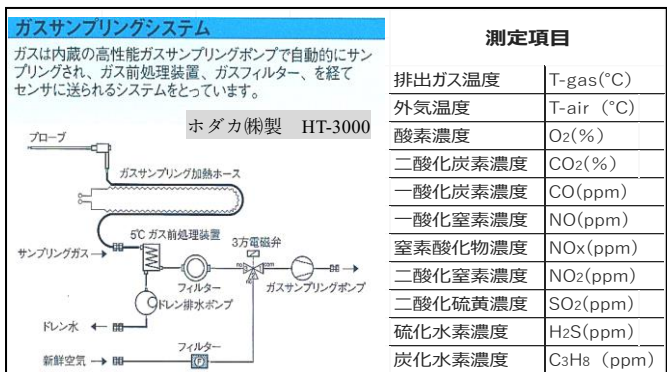 ガスサンプリングシステム
ガスは内蔵の高性能ガスサンプリングポンプで自動的にサン
プリングされ、ガス前処理装置、ガスフィルター、を経て
センサに送られるシステムをとっています。
ホダカ㈱製 HT-3000
プローブ
ガスサンプリング加熱ホース
5℃ ガス前処理装置
3方電磁弁
サンプリングガス
フィルター
ガスサンプリングポンプ
ドレン排水ポンプ
ドレン水
フィルター
新鮮空気
F
測定項目
排出ガス温度 T-gas(°C)
外気温度 T-air (°C)
酸素濃度 O2(%)
二酸化炭素濃度 CO2(%)
一酸化炭素濃度 CO(ppm)
一酸化窒素濃度 NO(ppm)
窒素酸化物濃度 NOx(ppm)
二酸化窒素濃度 NO2(ppm)
二酸化硫黄濃度 SO2(ppm)
硫化水素濃度 H2S(ppm)
炭化水素濃度 C3H8 (ppm)